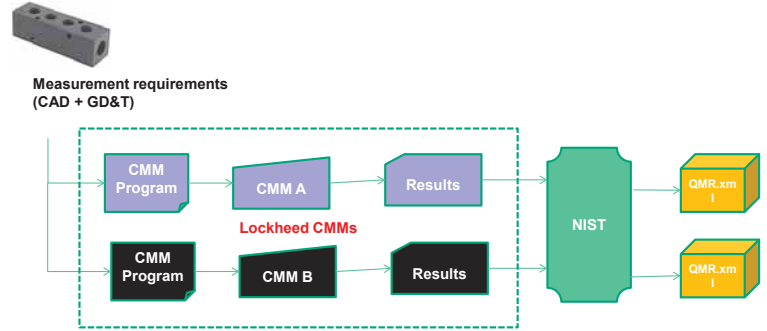 Measurement requirements
(CAD + GD&T)
CMM
Program
CMM A
Results
Lockheed CMMs
CMM
Program
CMM B
Results
NIST
QMR.xm
l
QMR.xm
l